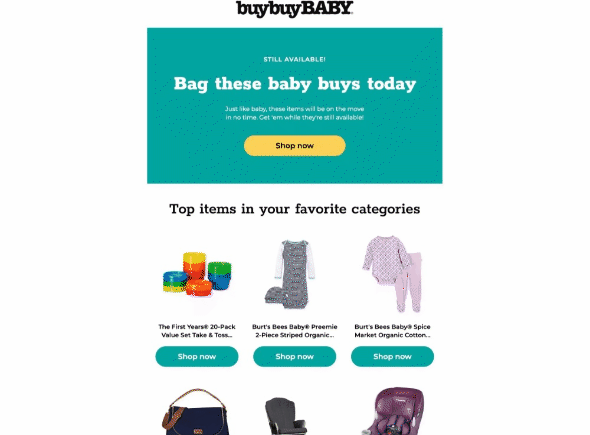 buybuyBABY
STILL AVAILABLE!
Bag these baby buys today
Just like baby, these items will be on the move
in no time. Get 'em while they're still available!
Shop now
Top items in your favorite categories
The First Years® 20-Pack
Value Set Take & Toss...
Burt's Bees Baby® Preemie
2-Piece Striped Organic...
Burt's Bees Baby® Spice
Market Organic Cotton...
Shop now
Shop now
Shop now